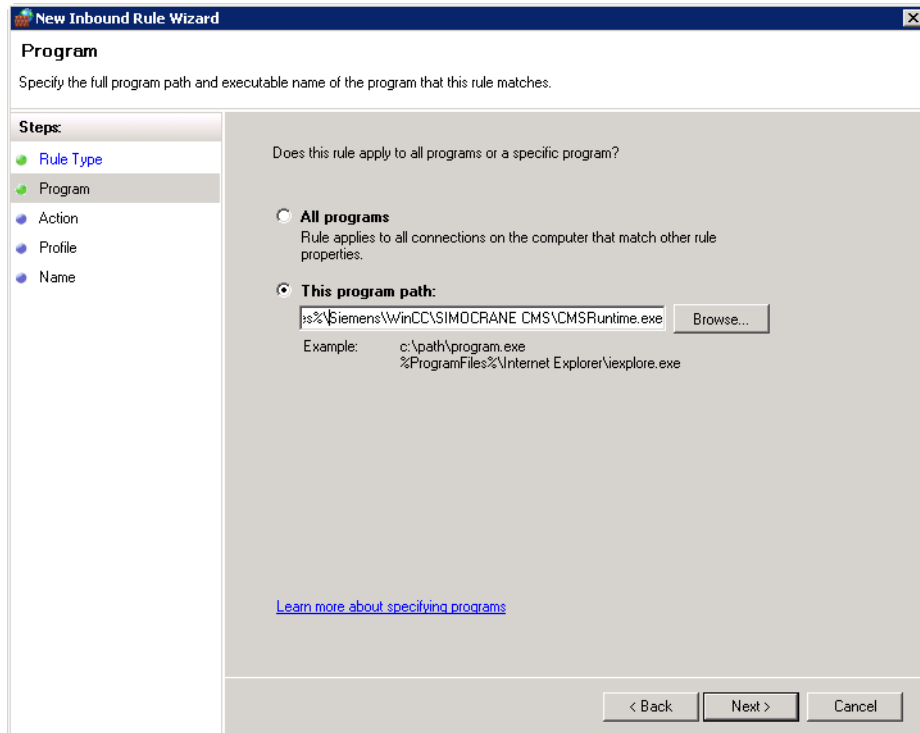 New Inbound Rule Wizard
Program
Specify the full program path and executable name of the program that this rule matches.
Steps:
Rule Type
Program
Action
Profile
Name
Does this rule apply to all programs or a specific program?
All programs
Rule applies to all connections on the computer that match other rule
properties.
This program path:
es%\Siemens\WinCC\SIMOCRANE CMS\CMSRuntime.exe
Browse...
Example: c:\path\program.exe
%ProgramFiles%\Internet Explorer\iexplore.exe
Learn more about specifying programs
< Back
Next >
Cancel